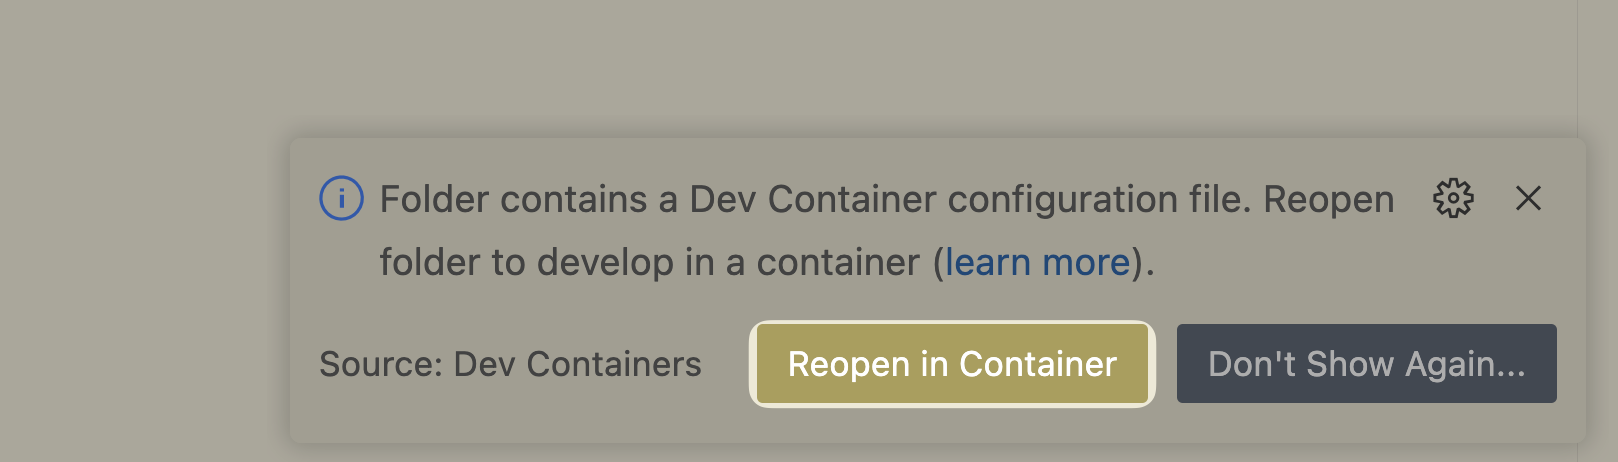 Folder contains a Dev Container configuration file. Reopen
folder to develop in a container (learn more).
Source: Dev Containers
Reopen in Container
Don't Show Again...